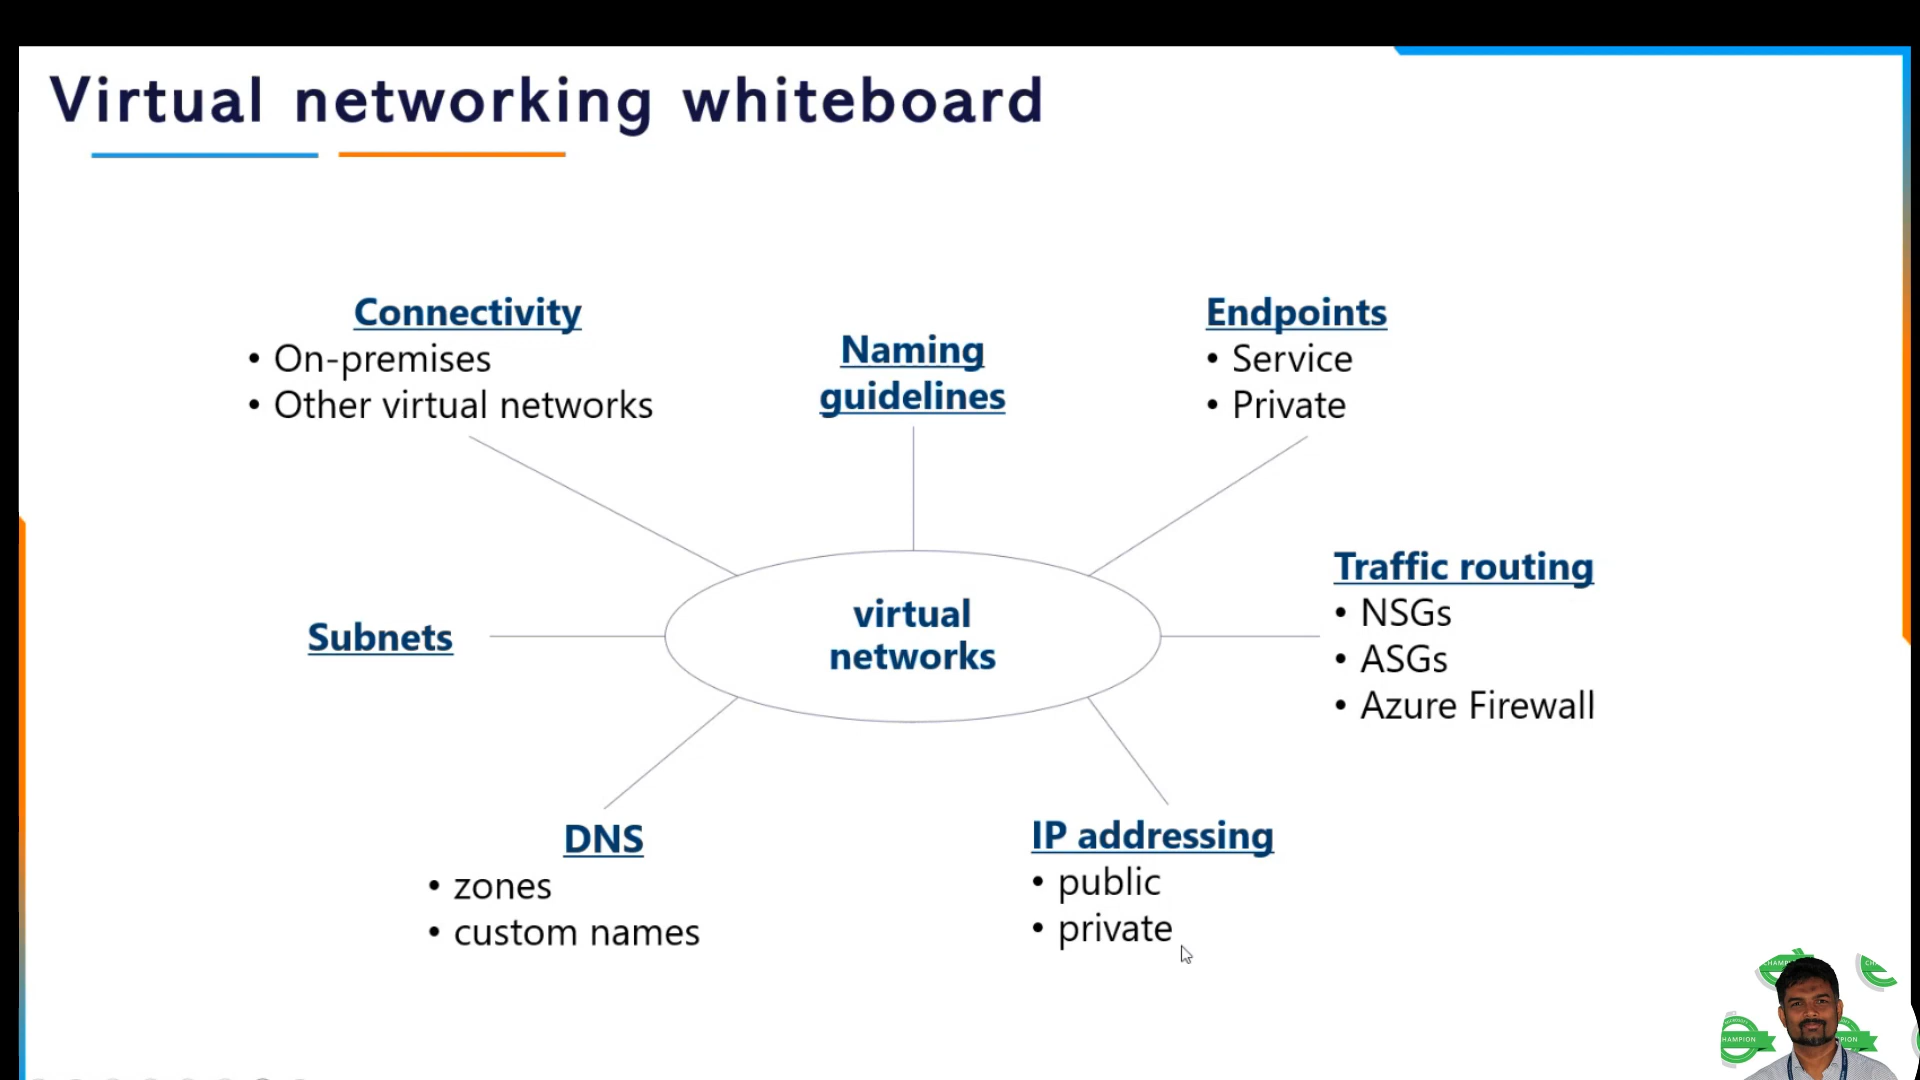 Virtual networking whiteboard
Connectivity
• On-premises
• Other virtual networks
Naming
guidelines
Endpoints
• Service
• Private
Subnets
virtual
networks
Traffic routing
• NSGs
• ASGs
• Azure Firewall
DNS
• zones
• custom names
IP addressing
• public
• private